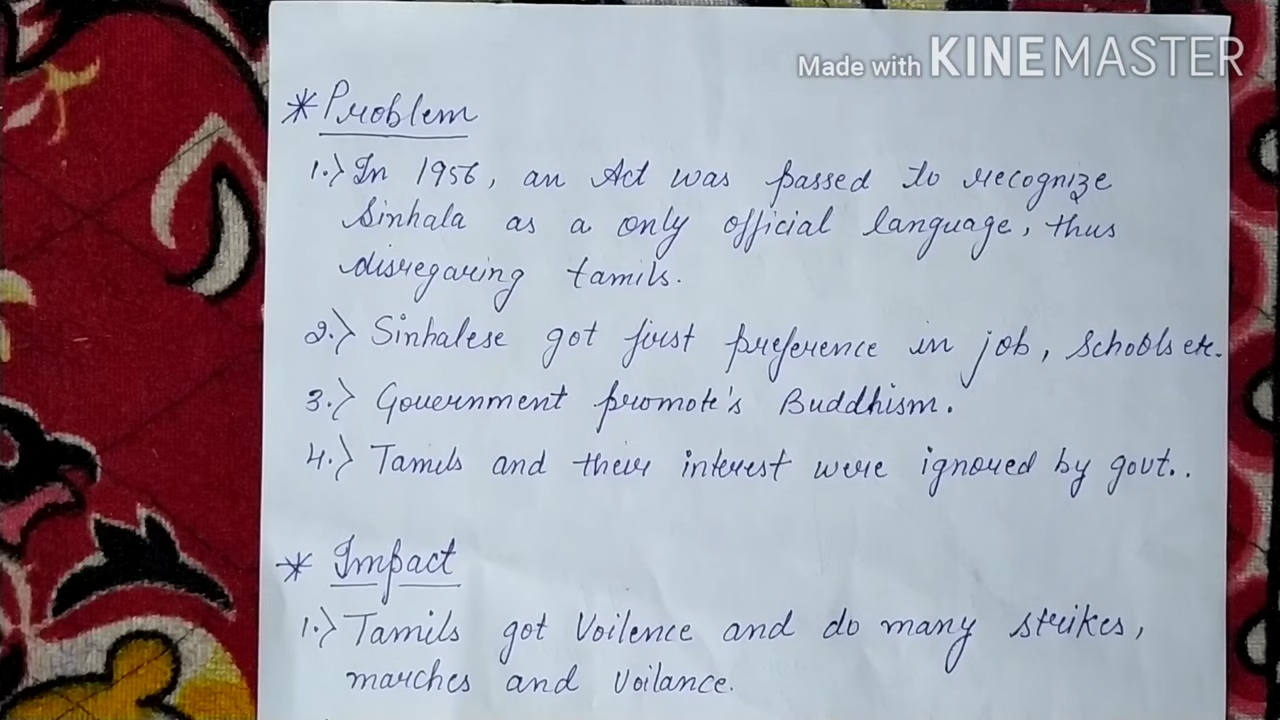 Made with KINEMASTER
* Problem
1.) In 1956, an Act was passed to recognize
Sinhala as a only official language, thus
disregaring tamils.
2.) Sinhalese got first preference in job, Schools etc.
3.) Government promote's Buddhism.
4.) Tamils and their interest were ignored by govt..
* Impact
1.) Tamils got Voilence and do many strikes,
marches and Voilance.